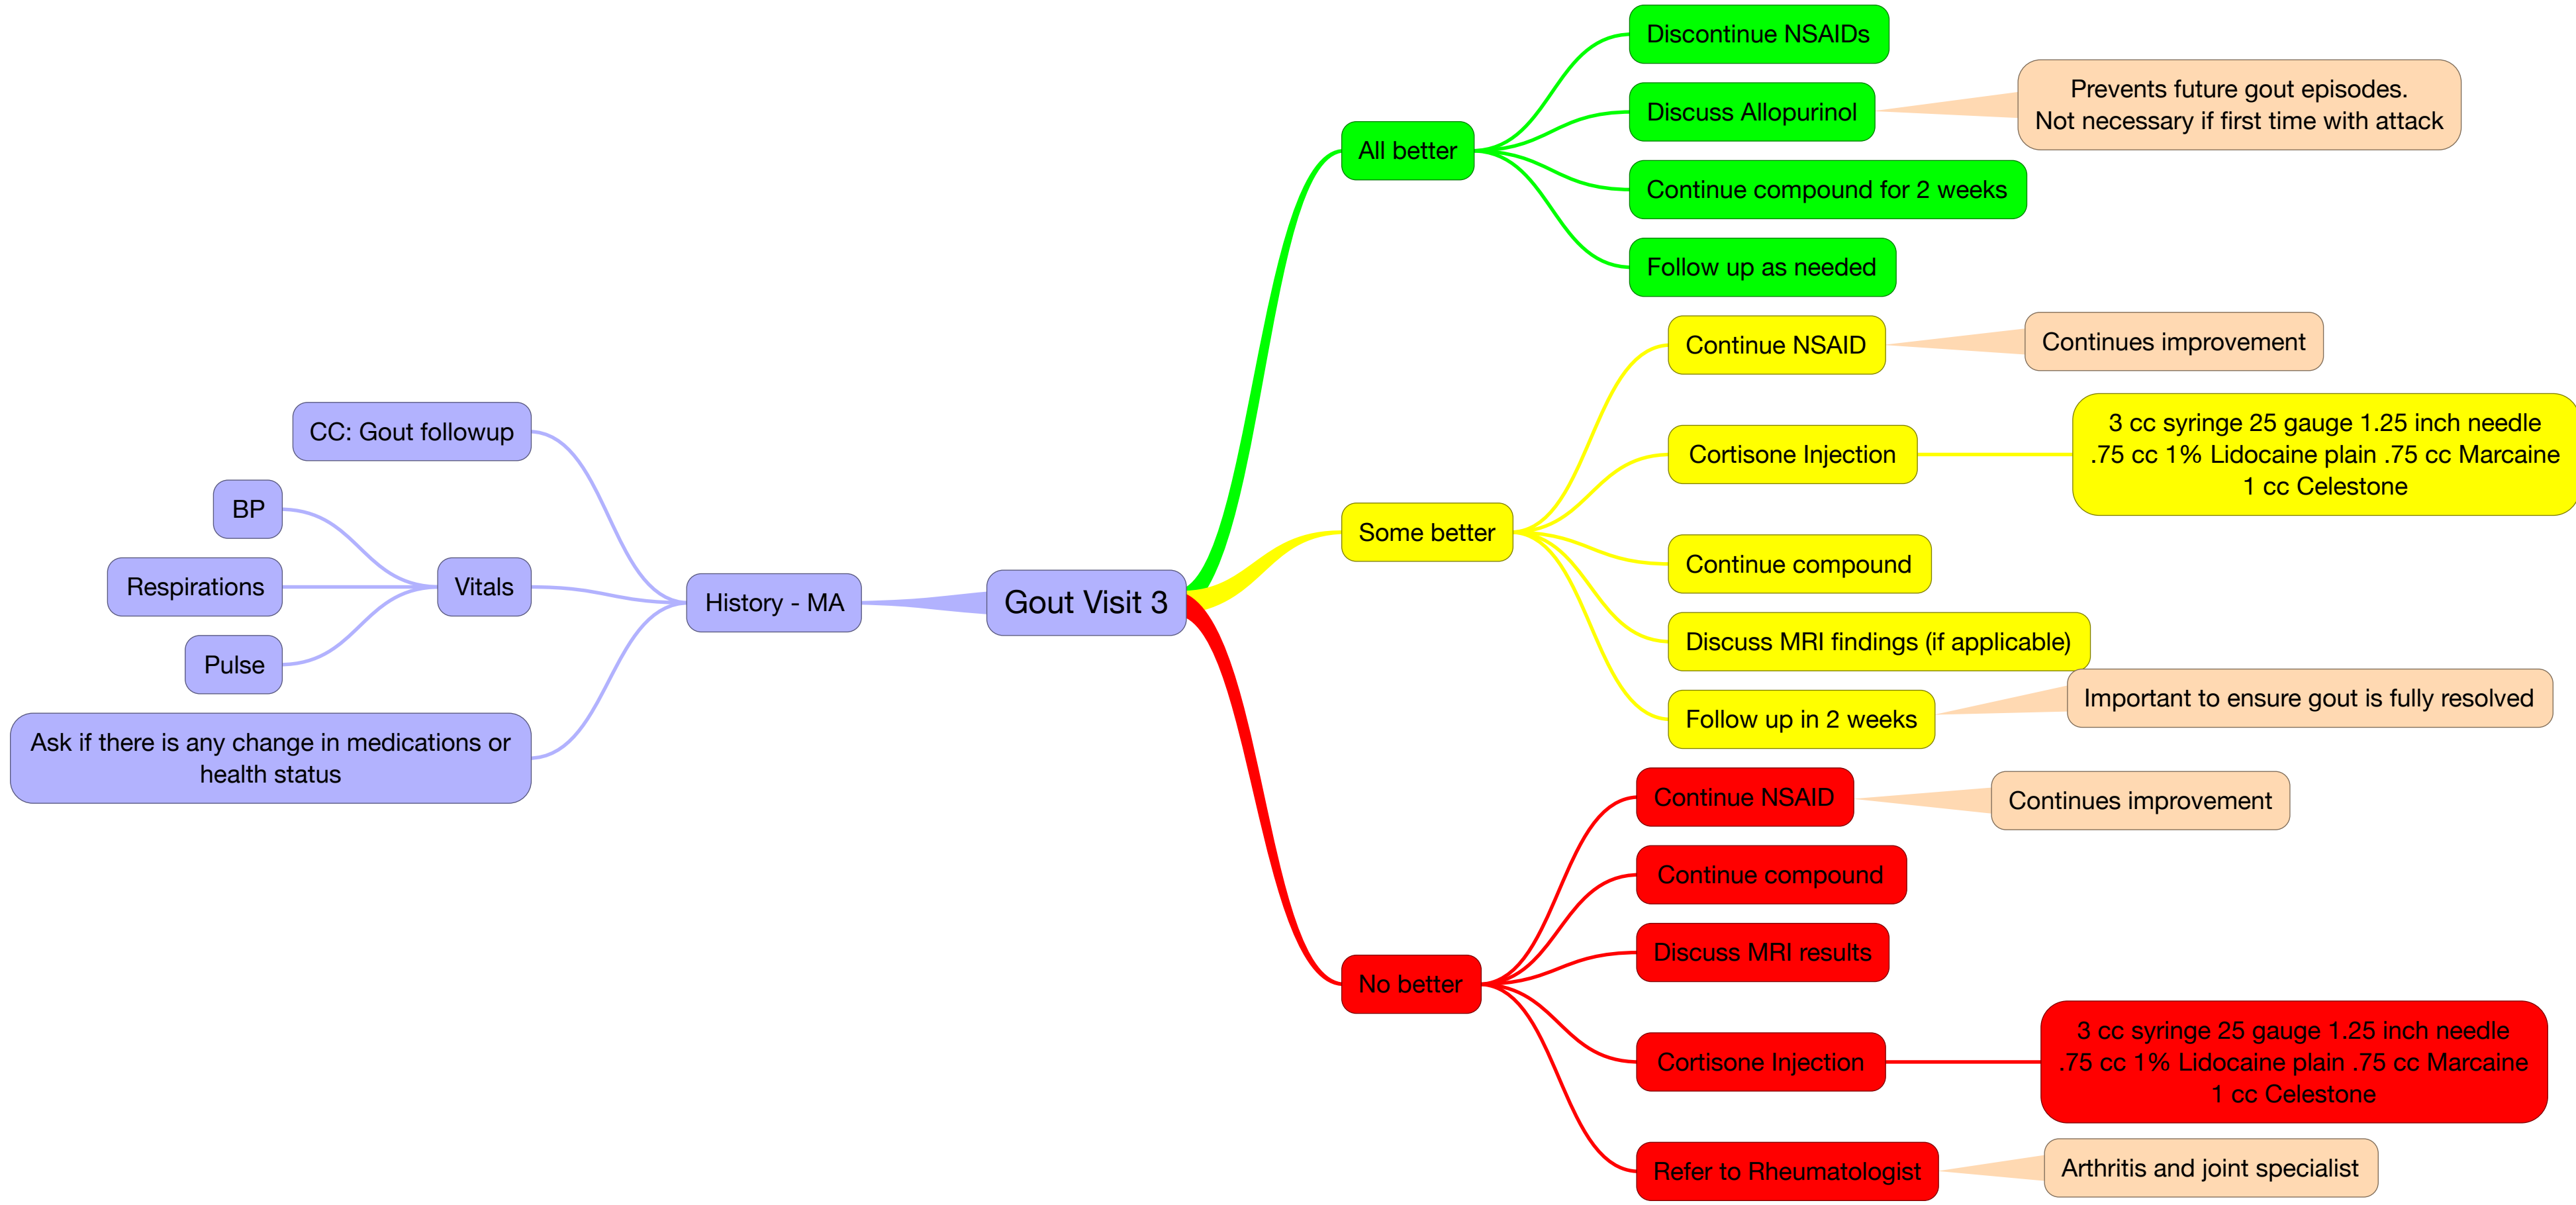 Gout Visit 3
History - MA
CC: Gout followup
Vitals
BP
Respirations
Pulse
Ask if there is any change in medications or
health status
All better
Discontinue NSAIDs
Discuss Allopurinol
Prevents future gout episodes.
Not necessary if first time with attack
Continue compound for 2 weeks
Follow up as needed
Some better
Continue NSAID
Continues improvement
Cortisone Injection
3 cc syringe 25 gauge 1.25 inch needle
.75 cc 1% Lidocaine plain .75 cc Marcaine
1 cc Celestone
Continue compound
Discuss MRI findings (if applicable)
Follow up in 2 weeks
Important to ensure gout is fully resolved
No better
Continue NSAID
Continues improvement
Continue compound
Discuss MRI results
Cortisone Injection
3 cc syringe 25 gauge 1.25 inch needle
.75 cc 1% Lidocaine plain .75 cc Marcaine
1 cc Celestone
Refer to Rheumatologist
Arthritis and joint specialist